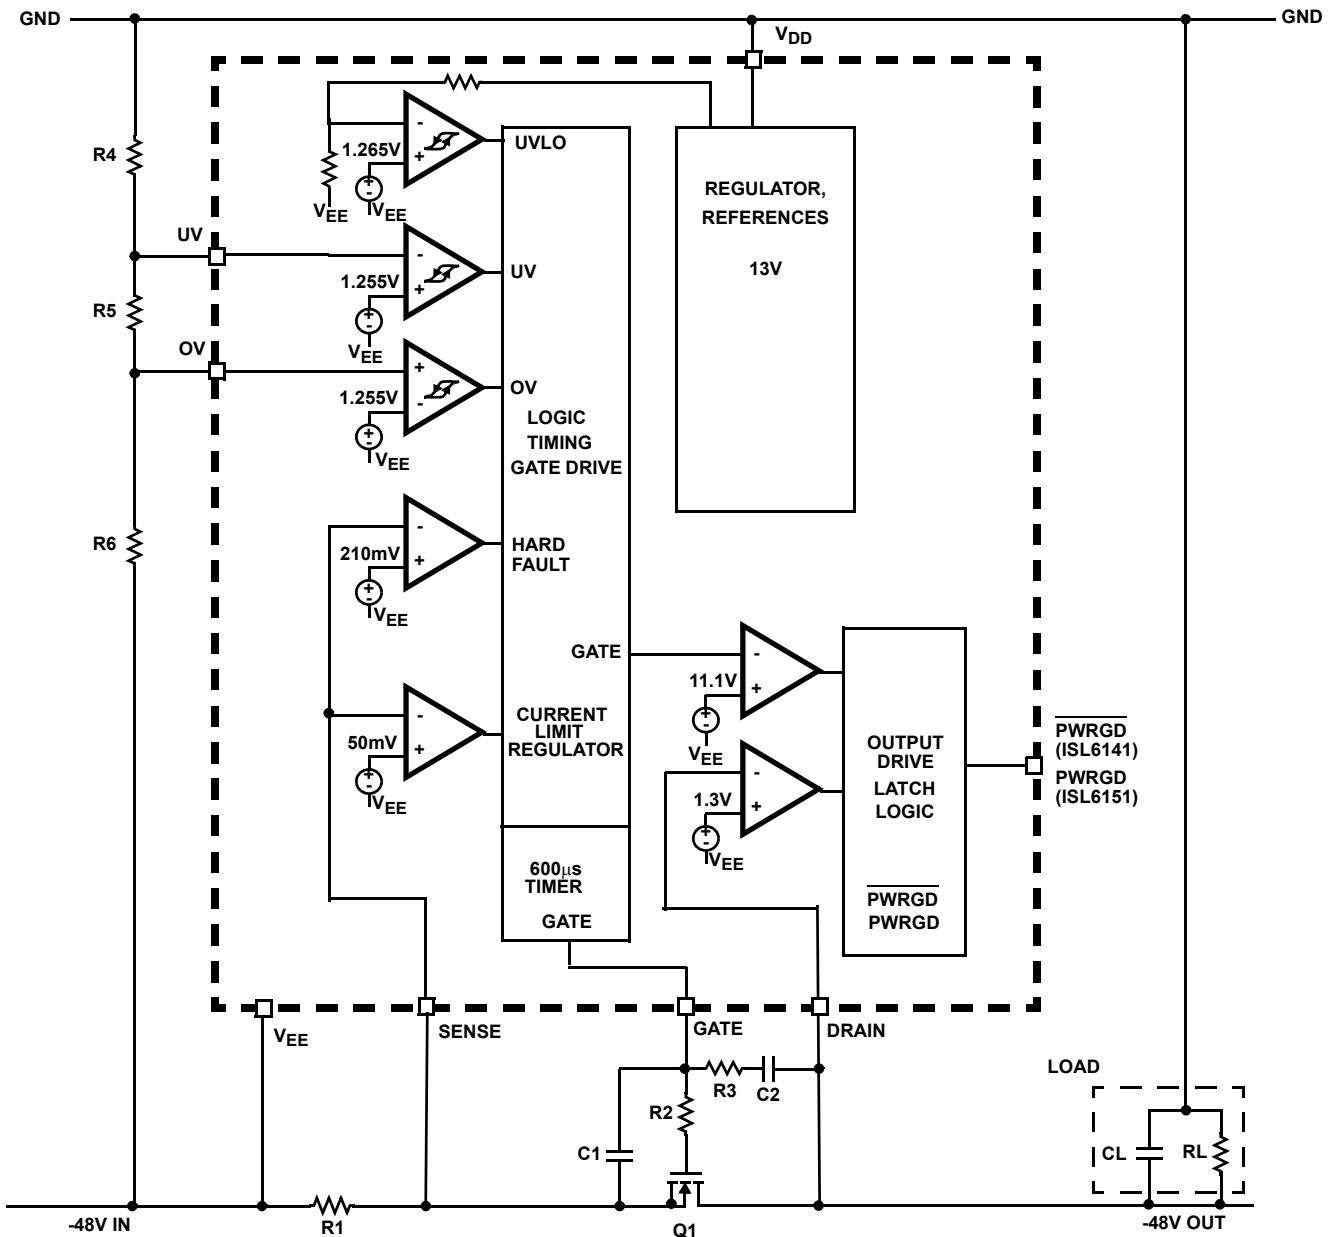 GND
GND
VDD
R4
1.265V
UVLO
VEE
VEE
REGULATOR,
REFERENCES
13V
UV
1.255V
UV
VEE
R5
OV
1.255V
OV
VEE
LOGIC
TIMING
GATE DRIVE
R6
210mV
HARD
FAULT
VEE
GATE
11.1V
VEE
50mV
CURRENT
LIMIT
REGULATOR
VEE
1.3V
VEE
OUTPUT
DRIVE
LATCH
LOGIC
PWRGD
PWRGD
PWRGD
(ISL6141)
PWRGD
(ISL6151)
600μs
TIMER
GATE
VEE
SENSE
GATE
DRAIN
R3
C2
R2
C1
LOAD
CL
RL
-48V IN
R1
Q1
-48V OUT
+
-
+
-
+
-
+
-
+
-
+
-
+
-
+
-
+
-
+
-
+
-
+
-
+
-
+
-